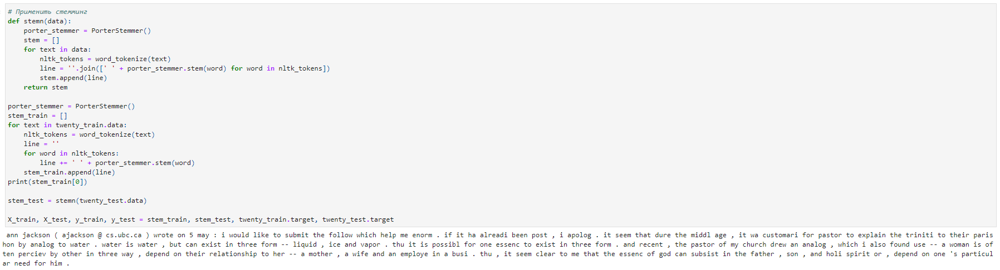 # Применить стемминг
def stemn(data):
    porter_stemmer = PorterStemmer()
    stem = []
    for text in data:
        nltk_tokens = word_tokenize(text)
        line = ''.join([' ' + porter_stemmer.stem(word) for word in nltk_tokens])
        stem.append(line)
    return stem

porter_stemmer = PorterStemmer()
stem_train = []
for text in twenty_train.data:
    nltk_tokens = word_tokenize(text)
    line = ''
    for word in nltk_tokens:
        line += ' ' + porter_stemmer.stem(word)
    stem_train.append(line)
print(stem_train[0])

stem_test = stemn(twenty_test.data)

X_train, X_test, y_train, y_test = stem_train, stem_test, twenty_train.target, twenty_test.target
 ann jackson ( ajackson @ cs.ubc.ca ) wrote on 5 may : i would like to submit the follow which help me enorm . if it ha alreadi been post , i apolog . it seem that dure the middl age , it wa customari for pastor to explain the triniti to their paris
hon by analog to water . water is water , but can exist in three form -- liquid , ice and vapor . thu it is possibl for one essenc to exist in three form . and recent , the pastor of my church drew an analog , which i also found use -- a woman is of
ten perciev by other in three way , depend on their relationship to her -- a mother , a wife and an employe in a busi . thu , it seem clear to me that the essenc of god can subsist in the father , son , and holi spirit or , depend on one 's particul
ar need for him .